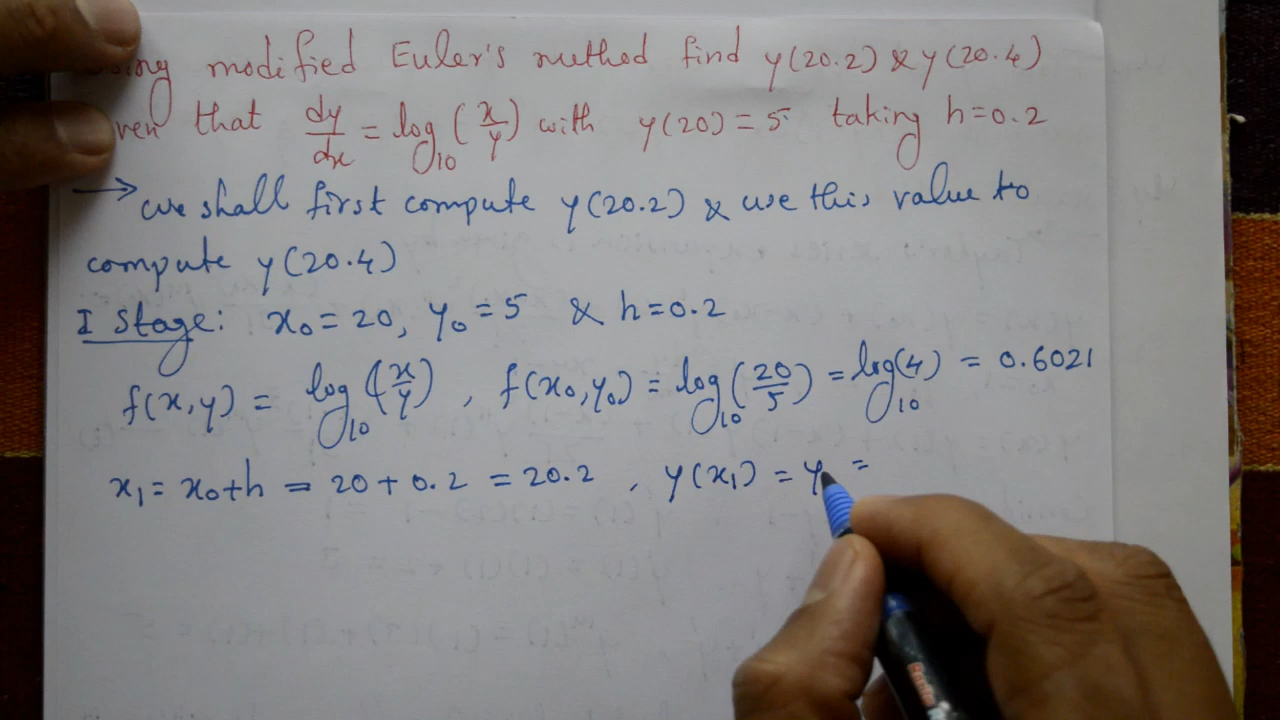 modified Euler's method find y(20.2) & y(20.4)
that dy/dx = log₁₀(x/y) with y(20) = 5 taking h=0.2
→ we shall first compute y(20.2) & use this value to
compute y(20.4)
I Stage: x₀ = 20, y₀ = 5 & h=0.2
f(x,y) = log₁₀(x/y) , f(x₀,y₀) = log₁₀(20/5) = log₁₀(4) = 0.6021
x₁ = x₀+h = 20 + 0.2 = 20.2 , y(x₁) = y =